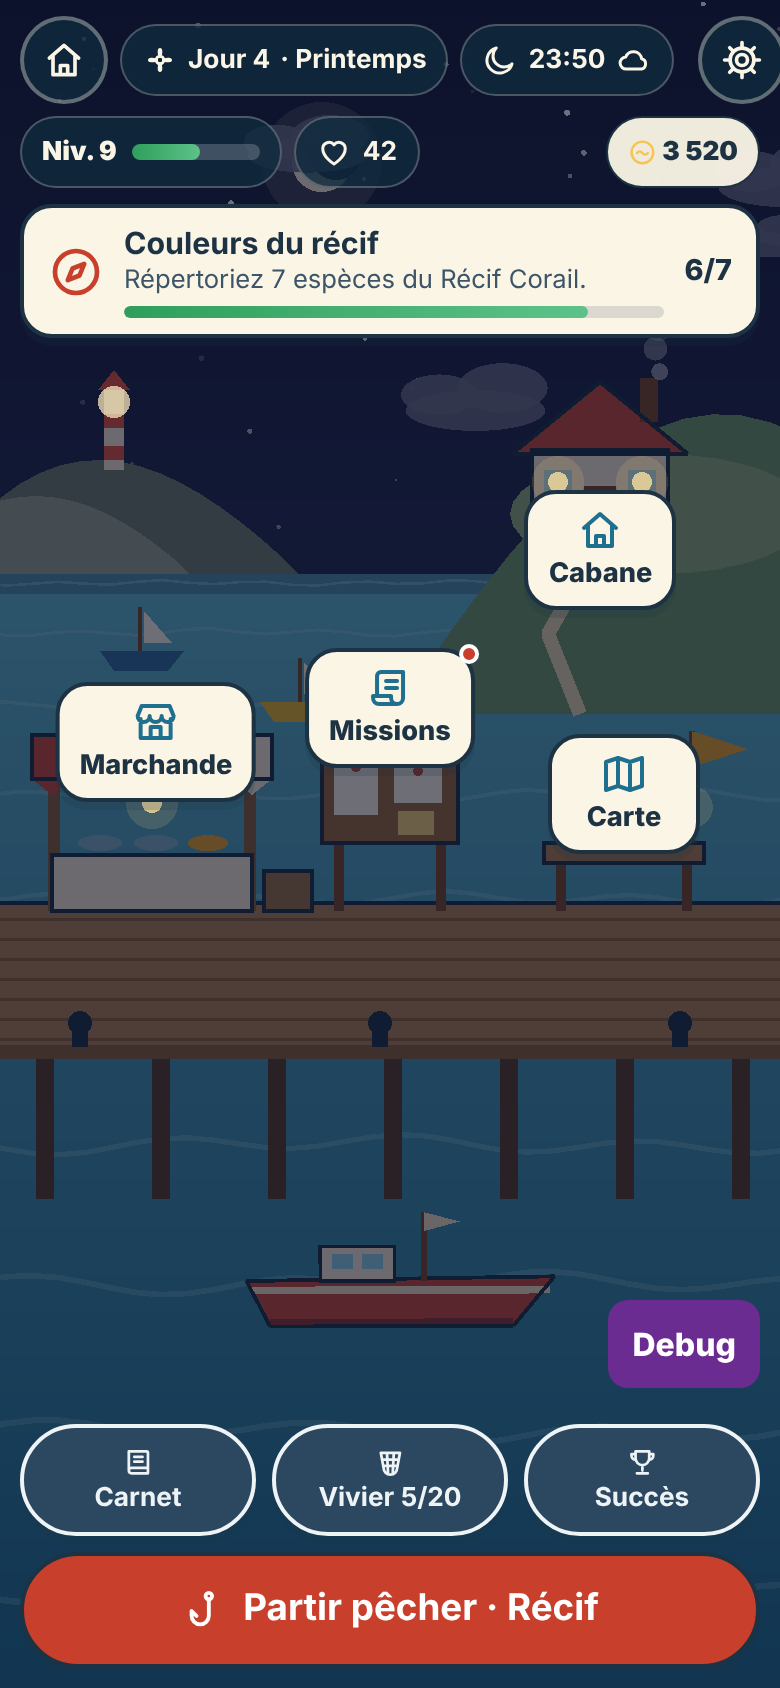 Jour 4 · Printemps
23:50
Niv. 9
42
3 520
Couleurs du récif
Répertoriez 7 espèces du Récif Corail.
6/7
Cabane
Missions
Marchande
Carte
Debug
Carnet
Vivier 5/20
Succès
Partir pêcher · Récif